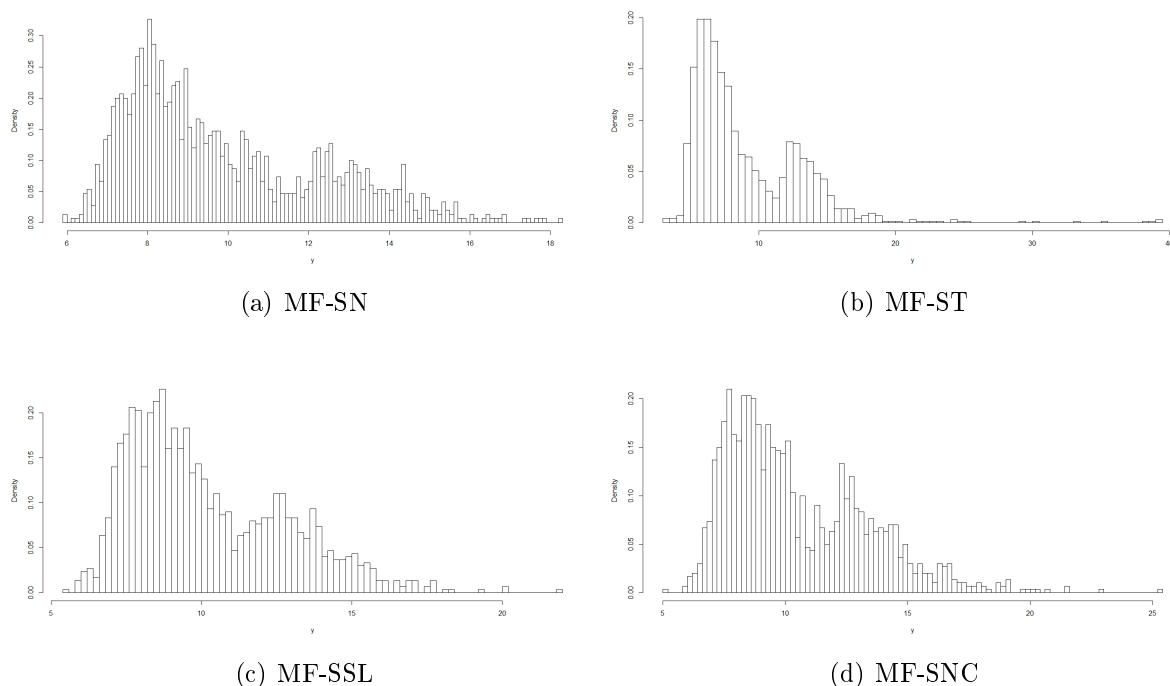 Density
0.00 0.05 0.10 0.15 0.20 0.25 0.30
6 8 10 12 14 16 18
y
(a) MF-SN
Density
0.00 0.05 0.10 0.15 0.20
10 20 30 40
y
(b) MF-ST
Density
0.00 0.05 0.10 0.15 0.20
5 10 15 20
y
(c) MF-SSL
Density
0.00 0.05 0.10 0.15 0.20
5 10 15 20 25
y
(d) MF-SNC